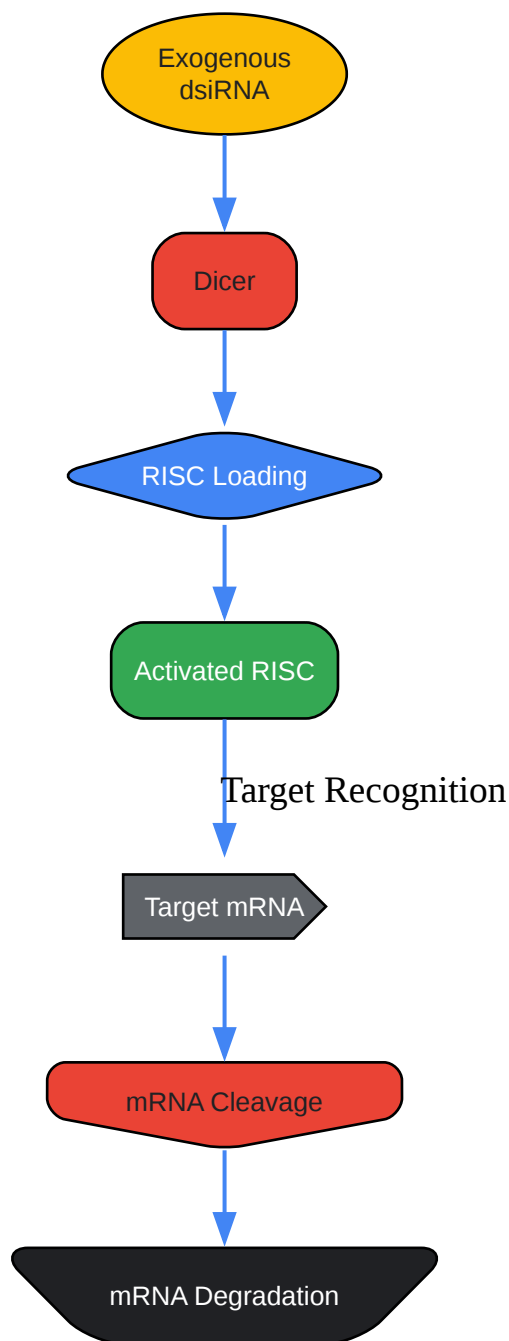 Exogenous
dsiRNA
Dicer
RISC Loading
Activated RISC
Target Recognition
Target mRNA
mRNA Cleavage
mRNA Degradation